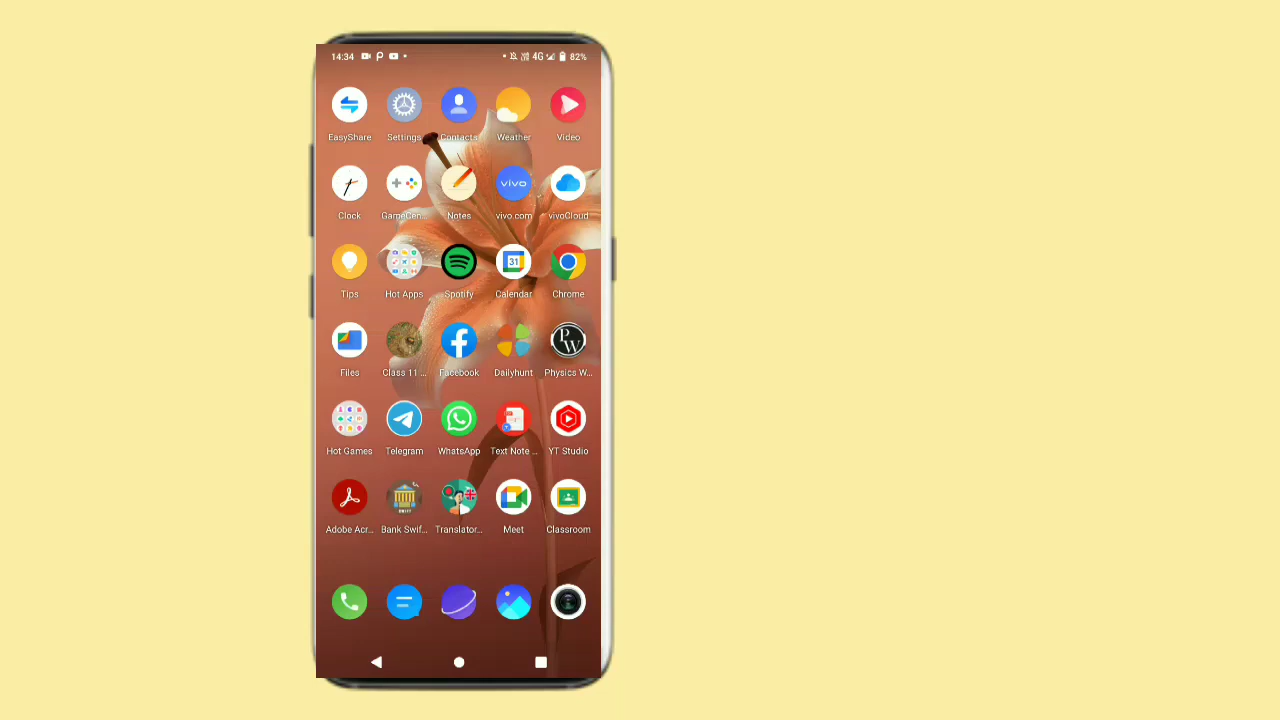 14:34 4G 82%
EasyShare Settings Contacts Weather Video
vivo
Clock GameCen... Notes vivo.com vivoCloud
31
Tips Hot Apps Spotify Calendar Chrome
P
W
Files Class 11 ... Facebook Dailyhunt Physics W...
Hot Games Telegram WhatsApp Text Note .. YT Studio
Adobe Acr... Bank Swif... Translator... Meet Classroom